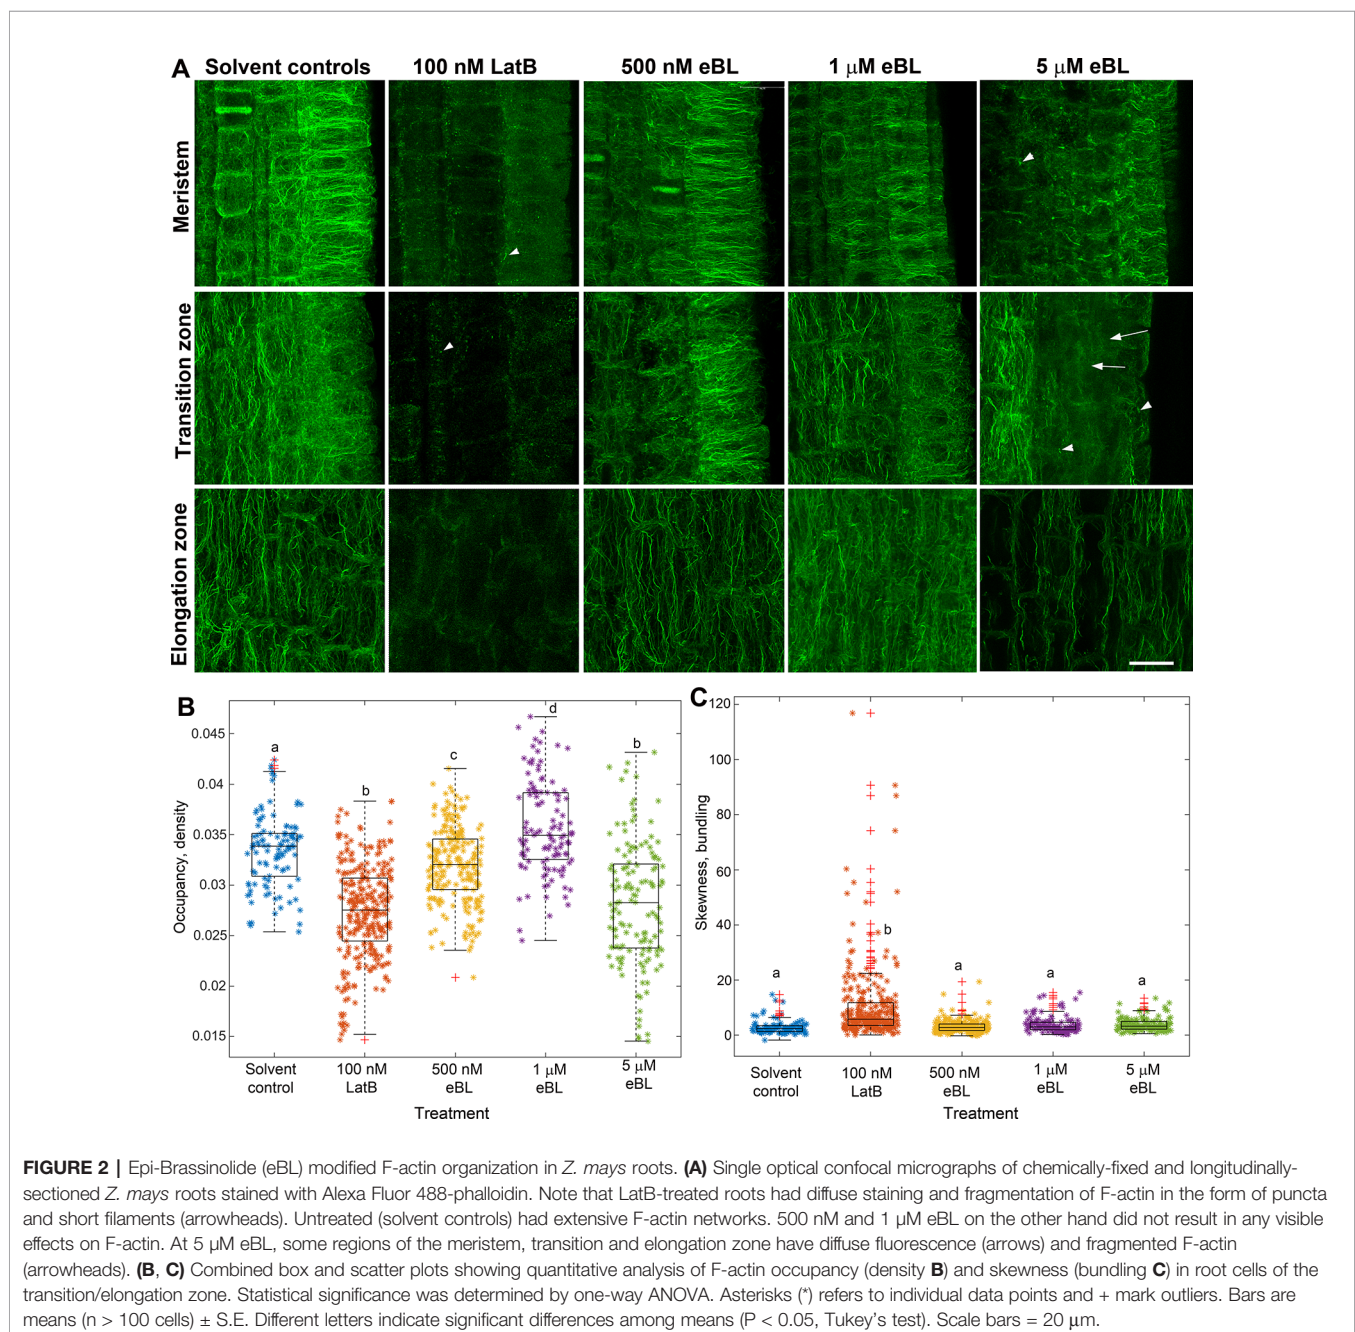 A
Solvent controls 100 nM LatB 500 nM eBL 1 μM eBL 5 μM eBL
Meristem
Transition zone
Elongation zone
B
Occupancy, density
0.045
0.04
0.035
0.03
0.025
0.02
0.015
a
b
c
d
b
Solvent control
100 nM LatB
500 nM eBL
1 μM eBL
5 μM eBL
Treatment
C
Skewness, bundling
120
100
80
60
40
20
0
a
b
a
a
a
Solvent control
100 nM LatB
500 nM eBL
1 μM eBL
5 μM eBL
Treatment
FIGURE 2 | Epi-Brassinolide (eBL) modified F-actin organization in Z. mays roots. (A) Single optical confocal micrographs of chemically-fixed and longitudinally-
sectioned Z. mays roots stained with Alexa Fluor 488-phalloidin. Note that LatB-treated roots had diffuse staining and fragmentation of F-actin in the form of puncta
and short filaments (arrowheads). Untreated (solvent controls) had extensive F-actin networks. 500 nM and 1 μM eBL on the other hand did not result in any visible
effects on F-actin. At 5 μM eBL, some regions of the meristem, transition and elongation zone have diffuse fluorescence (arrows) and fragmented F-actin
(arrowheads). (B, C) Combined box and scatter plots showing quantitative analysis of F-actin occupancy (density B) and skewness (bundling C) in root cells of the
transition/elongation zone. Statistical significance was determined by one-way ANOVA. Asterisks (*) refers to individual data points and + mark outliers. Bars are
means (n > 100 cells) ± S.E. Different letters indicate significant differences among means (P < 0.05, Tukey's test). Scale bars = 20 μm.